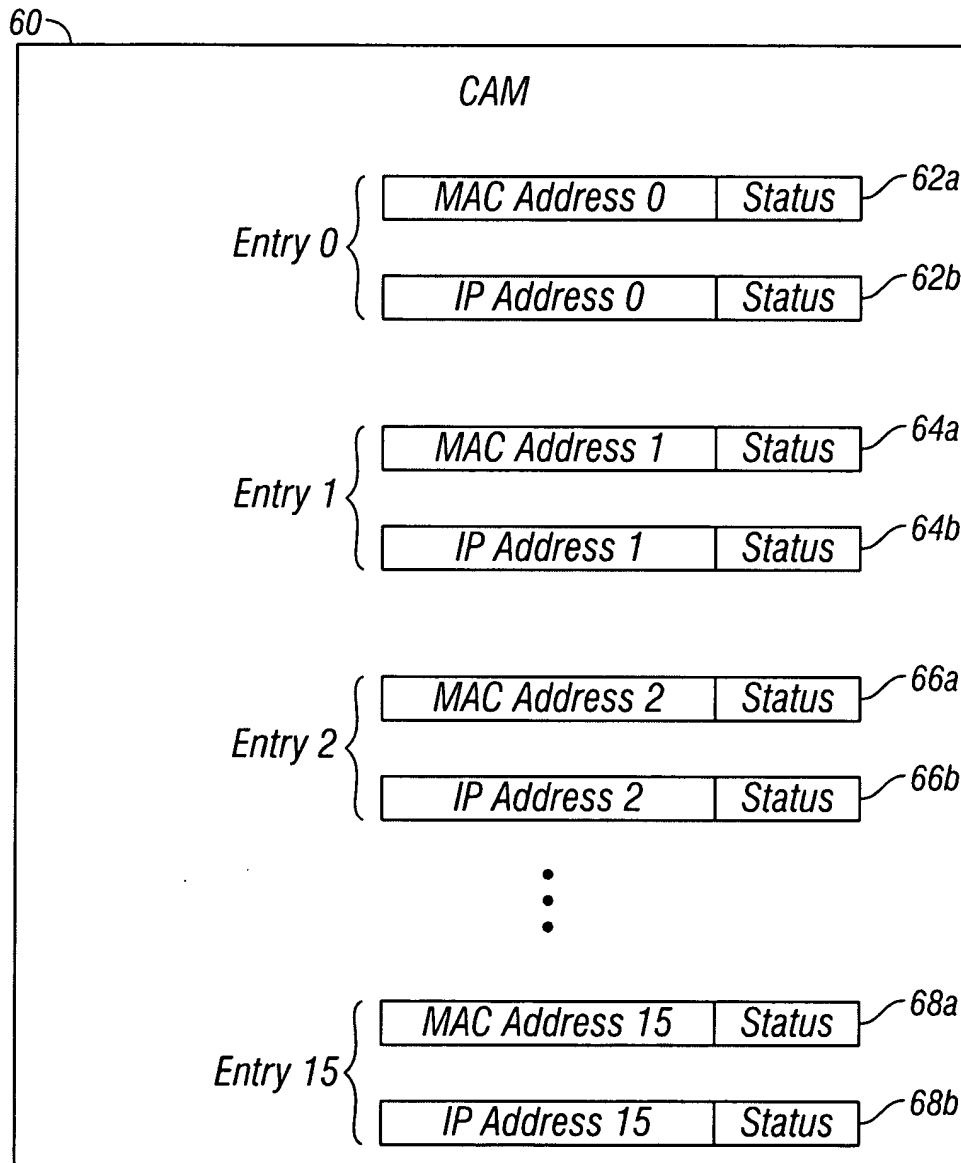 60
CAM
MAC Address 0 Status 62a
Entry 0
IP Address 0 Status 62b
MAC Address 1 Status 64a
Entry 1
IP Address 1 Status 64b
MAC Address 2 Status 66a
Entry 2
IP Address 2 Status 66b
MAC Address 15 Status 68a
Entry 15
IP Address 15 Status 68b